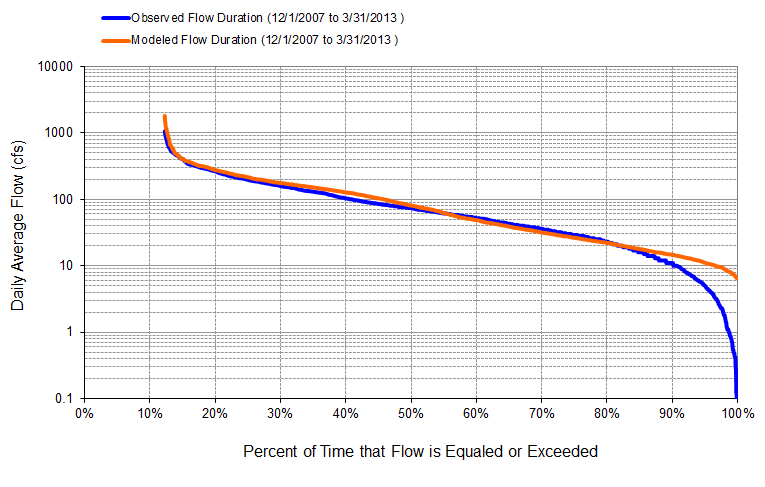 Observed Flow Duration (12/1/2007 to 3/31/2013 )
Modeled Flow Duration (12/1/2007 to 3/31/2013 )
10000
1000
100
10
1
0.1
Daily Average Flow (cfs)
0% 10% 20% 30% 40% 50% 60% 70% 80% 90% 100%
Percent of Time that Flow is Equaled or Exceeded